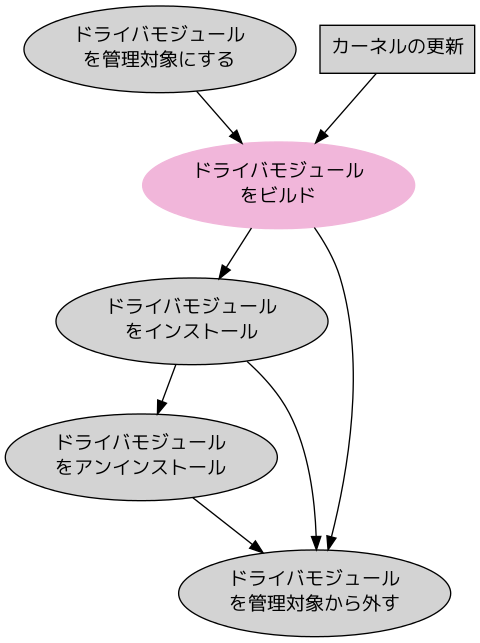 ドライバモジュール
を管理対象にする
カーネルの更新
ドライバモジュール
をビルド
ドライバモジュール
をインストール
ドライバモジュール
をアンインストール
ドライバモジュール
を管理対象から外す